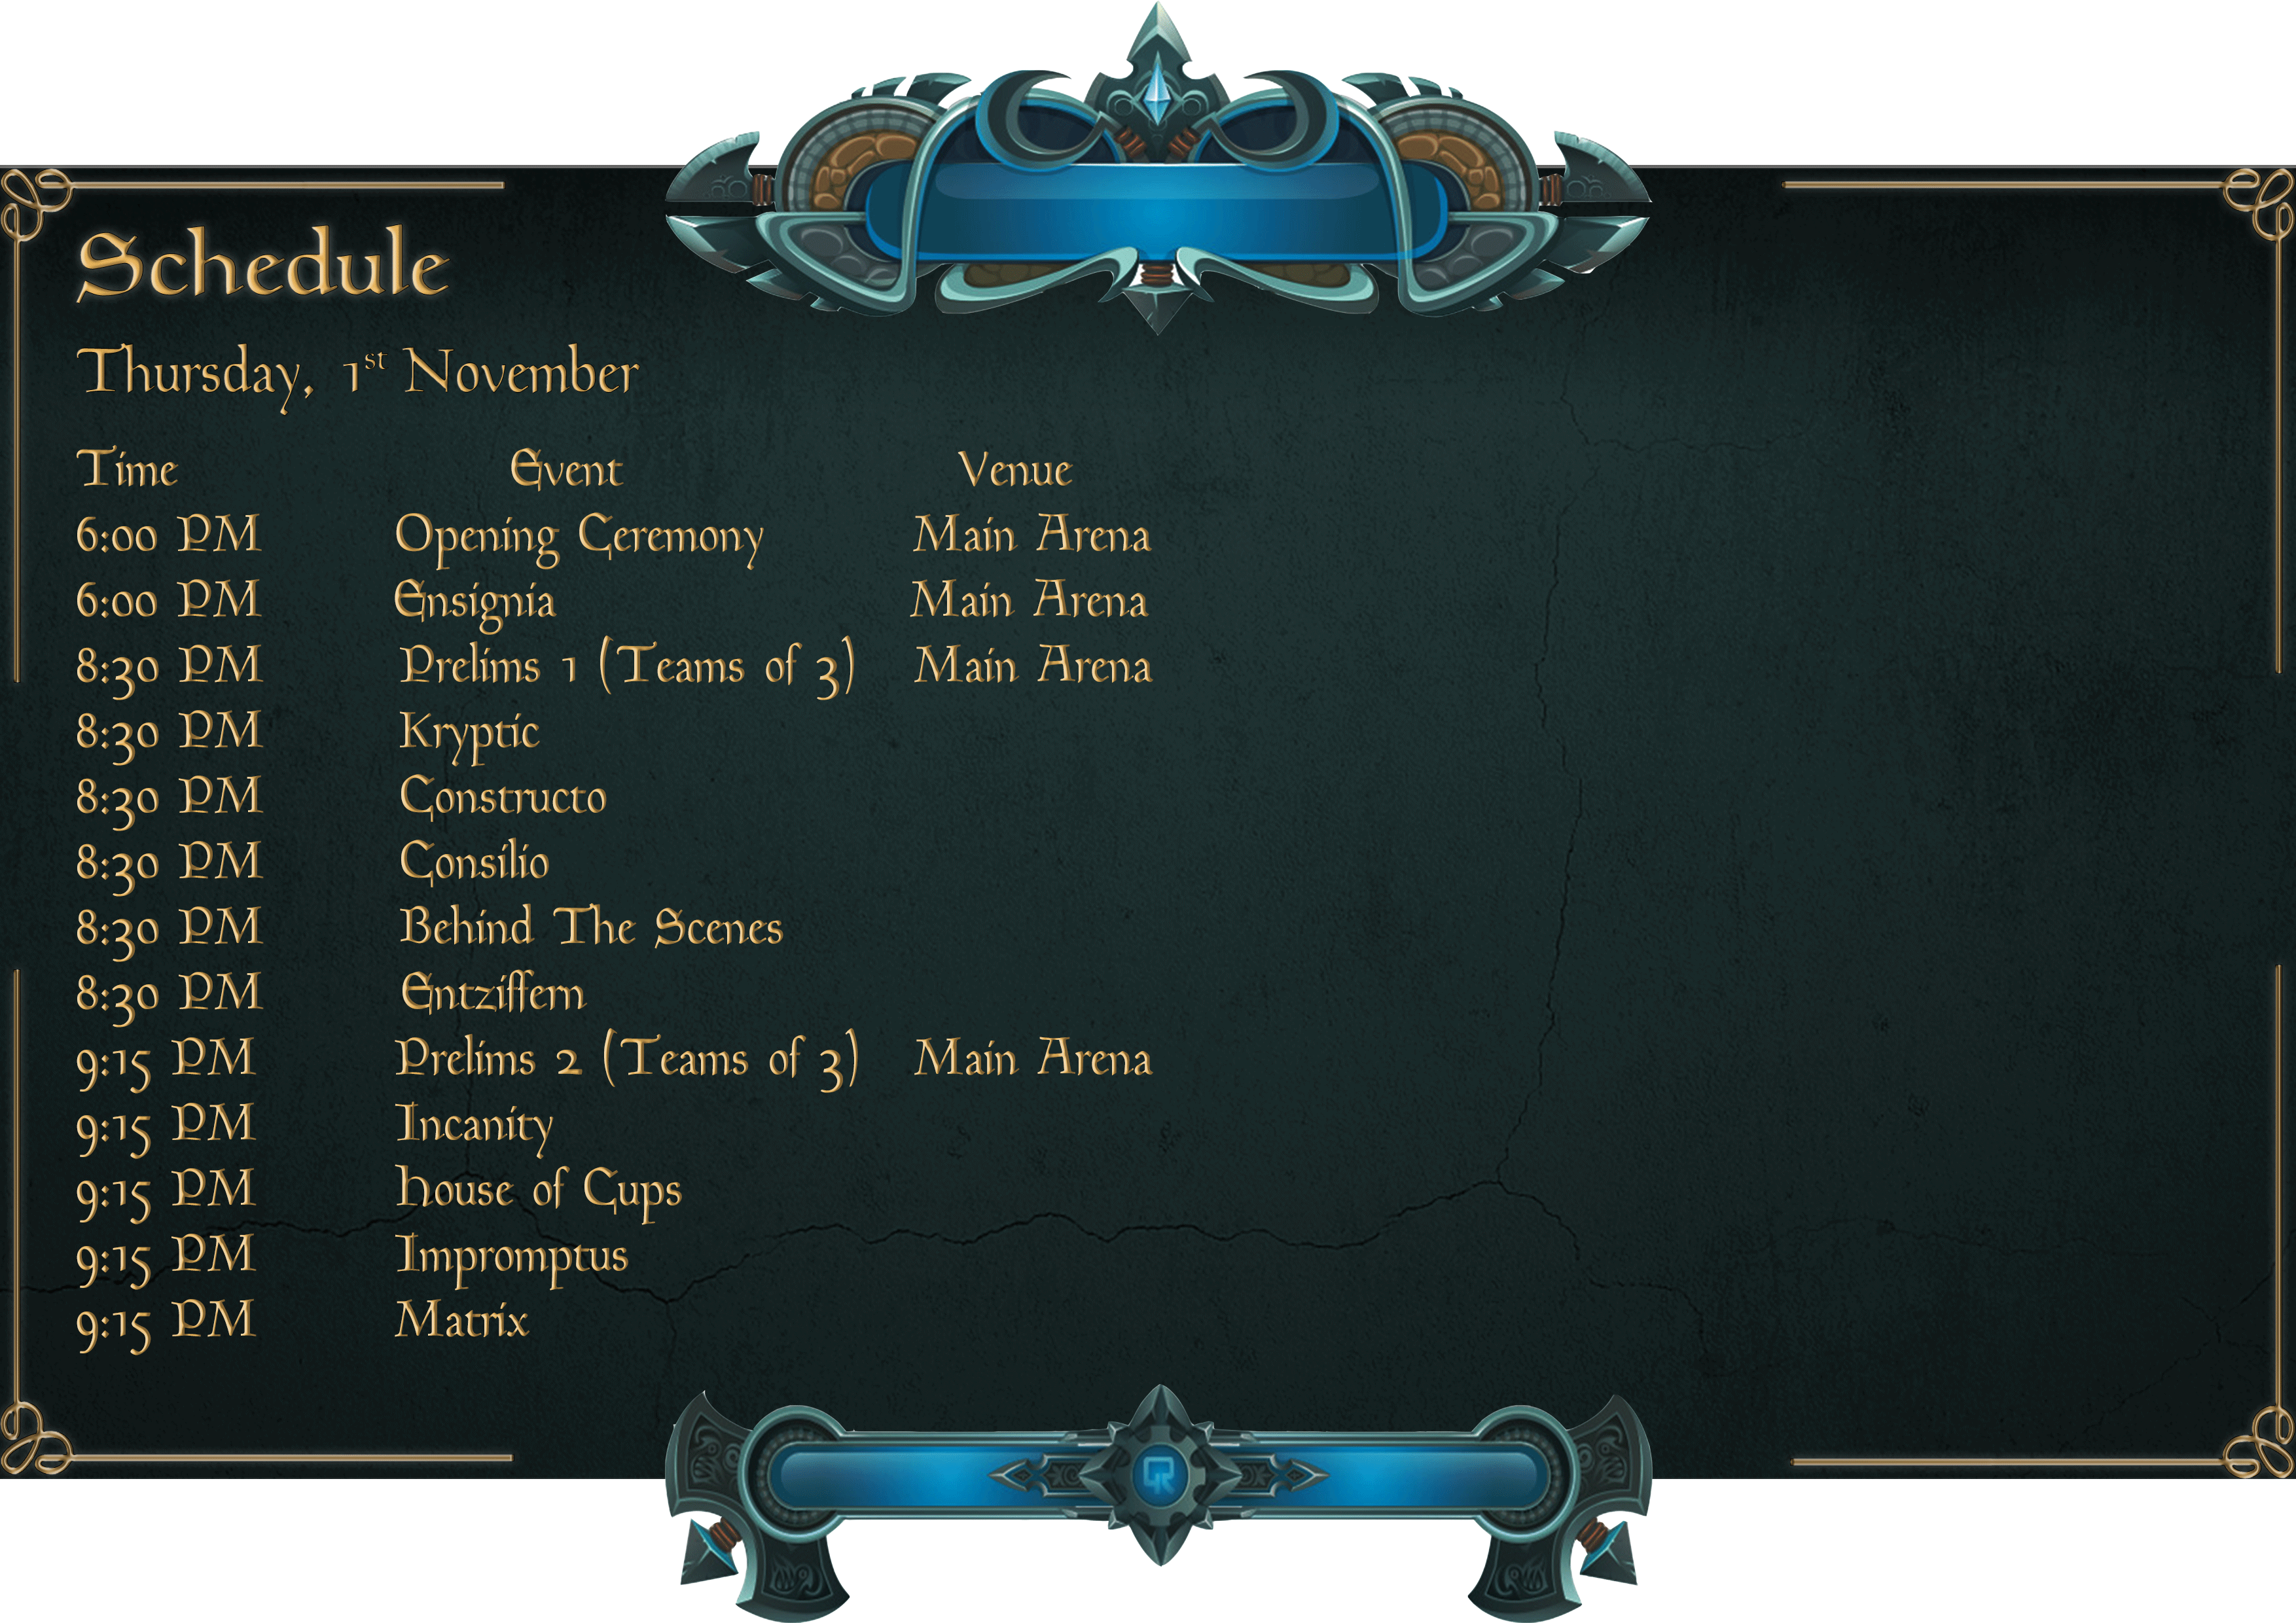 Schedule
Thursday, 1st November
Time Event Venue
6:00 PM Opening Ceremony Main Arena
6:00 PM Ensignia Main Arena
8:30 PM Prelims 1 (Teams of 3) Main Arena
8:30 PM Kryptic
8:30 PM Constructo
8:30 PM Consilio
8:30 PM Behind The Scenes
8:30 PM Entziffern
9:15 PM Prelims 2 (Teams of 3) Main Arena
9:15 PM Incanity
9:15 PM House of Cups
9:15 PM Impromptus
9:15 PM Matrix